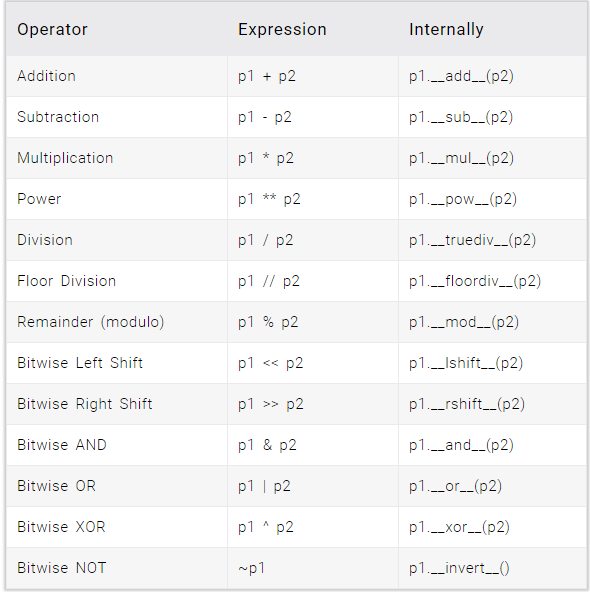 Operator Expression Internally
Addition p1 + p2 p1.__add__(p2)
Subtraction p1 - p2 p1.__sub__(p2)
Multiplication p1 * p2 p1.__mul__(p2)
Power p1 ** p2 p1.__pow__(p2)
Division p1 / p2 p1.__truediv__(p2)
Floor Division p1 // p2 p1.__floordiv__(p2)
Remainder (modulo) p1 % p2 p1.__mod__(p2)
Bitwise Left Shift p1 << p2 p1.__lshift__(p2)
Bitwise Right Shift p1 >> p2 p1.__rshift__(p2)
Bitwise AND p1 & p2 p1.__and__(p2)
Bitwise OR p1 | p2 p1.__or__(p2)
Bitwise XOR p1 ^ p2 p1.__xor__(p2)
Bitwise NOT ~p1 p1.__invert__()